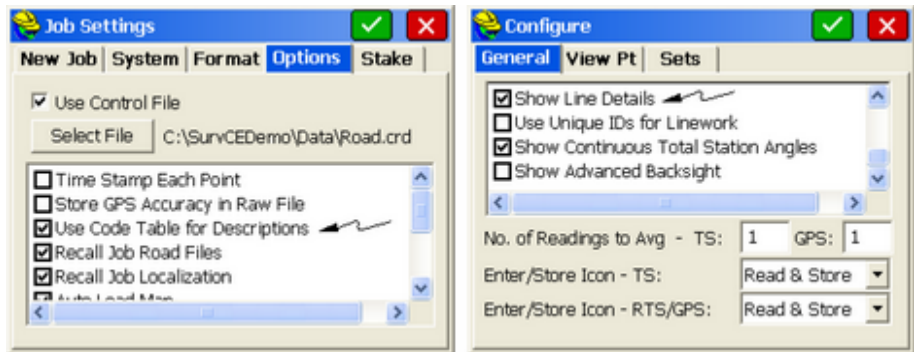 Job Settings
New Job System Format Options Stake
Use Control File
Select File C:\SurvCEDemo\Data\Road.crd
Time Stamp Each Point
Store GPS Accuracy in Raw File
Use Code Table for Descriptions
Recall Job Road Files
Recall Job Localization
Auto Load Map
Configure
General View Pt Sets
Show Line Details
Use Unique IDs for Linework
Show Continuous Total Station Angles
Show Advanced Backsight
No. of Readings to Avg - TS: 1 GPS: 1
Enter/Store Icon - TS: Read & Store
Enter/Store Icon - RTS/GPS: Read & Store